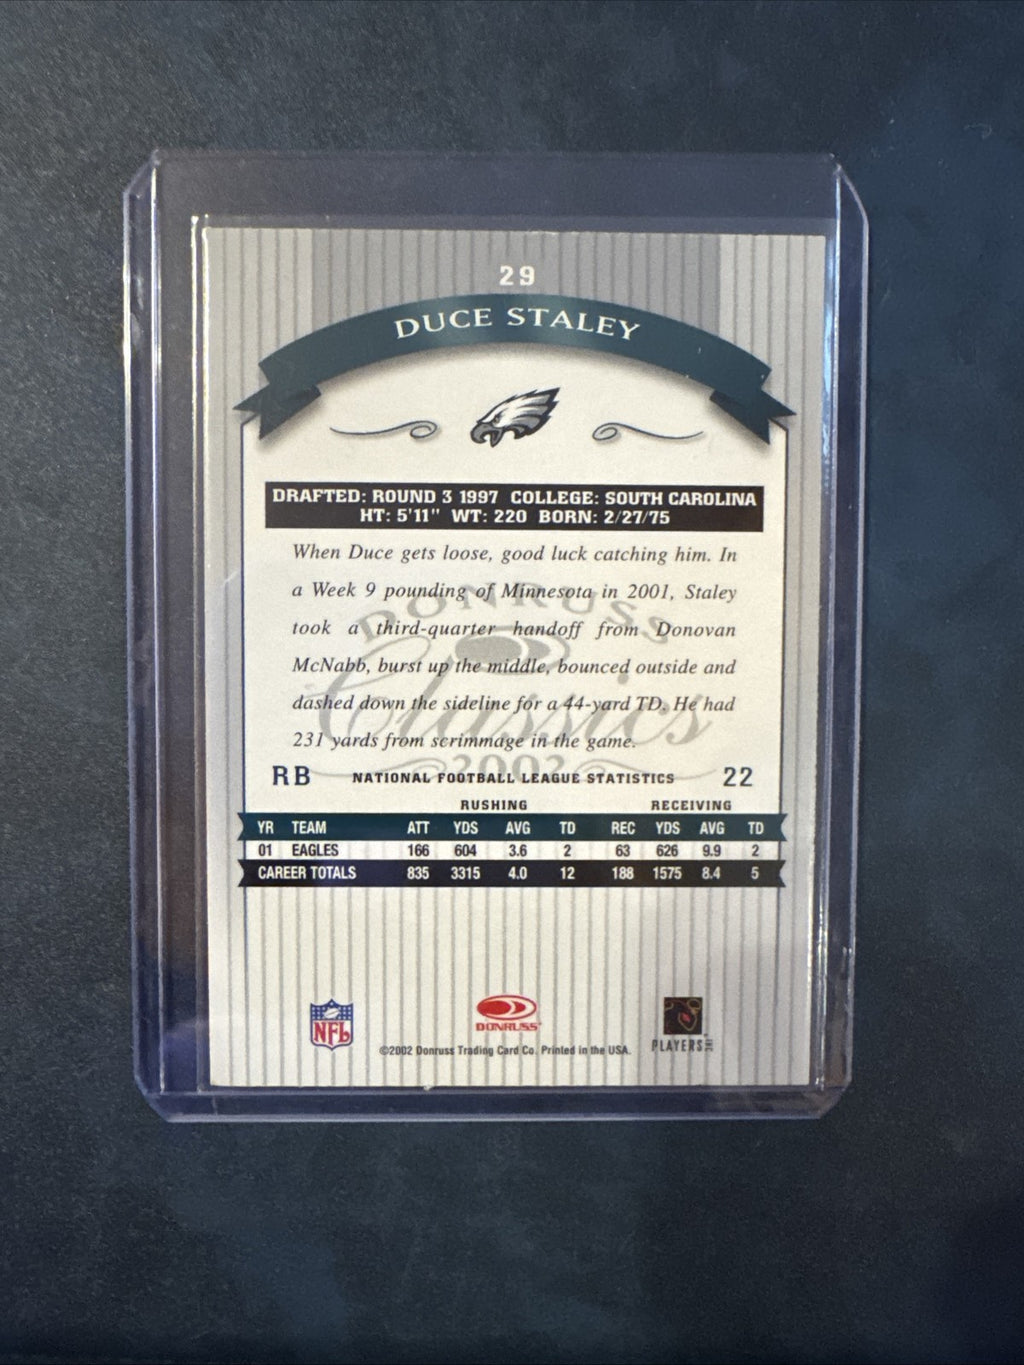 29
DUCE STALEY
DRAFTED: ROUND 3 1997 COLLEGE: SOUTH CAROLINA
HT: 5'11" WT: 220 BORN: 2/27/75
When Duce gets loose, good luck catching him. In
a Week 9 pounding of Minnesota in 2001, Staley
took a third-quarter handoff from Donovan
McNabb, burst up the middle, bounced outside and
dashed down the sideline for a 44-yard TD. He had
231 yards from scrimmage in the game.
DONRUSS
Classics
2002
RB NATIONAL FOOTBALL LEAGUE STATISTICS 22
RUSHING RECEIVING
YR TEAM ATT YDS AVG TD REC YDS AVG TD
01 EAGLES 166 604 3.6 2 63 626 9.9 2
CAREER TOTALS 835 3315 4.0 12 188 1575 8.4 5
NFL
DONRUSS
PLAYERS INC
©2002 Donruss Trading Card Co. Printed in the USA.